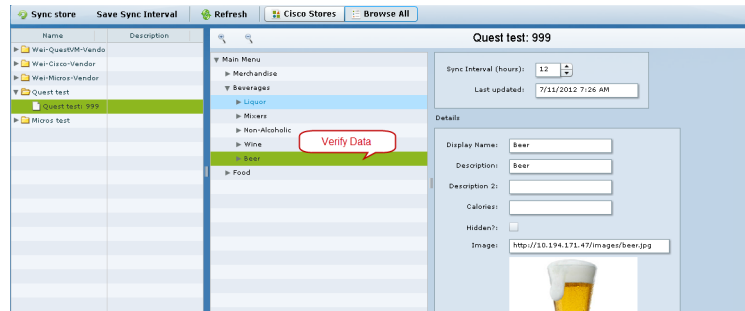 Sync store Save Sync Interval Refresh Cisco Stores Browse All
Name Description
Wei-QuestVM-Vendo
Wei-Cisco-Vendor
Wei-Micros-Vendor
Quest test
Quest test: 999
Micros test
Main Menu
Merchandise
Beverages
Liquor
Mixers
Non-Alcoholic
Wine
Beer
Food
Verify Data
Quest test: 999
Sync Interval (hours): 12
Last updated: 7/11/2012 7:26 AM
Details
Display Name: Beer
Description: Beer
Description 2:
Calories:
Hidden?:
Image: http://10.194.171.47/images/beer.jpg